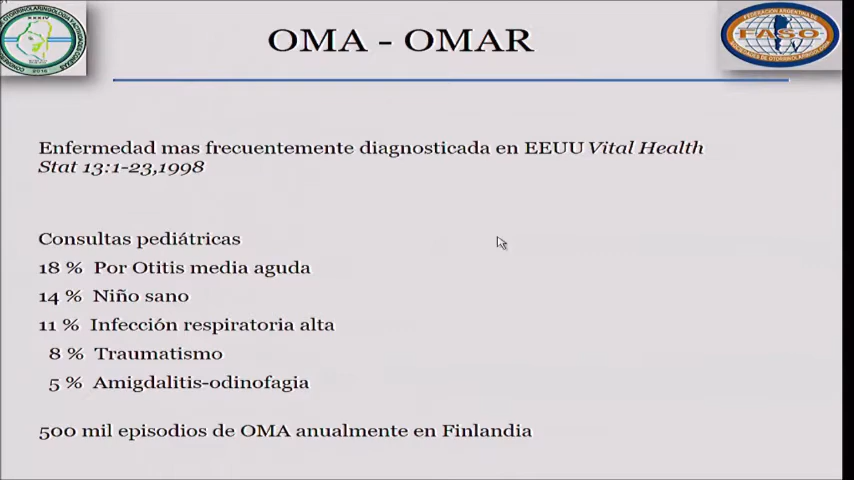 OMA - OMAR
FASO
Enfermedad mas frecuentemente diagnosticada en EEUU Vital Health
Stat 13:1-23,1998
Consultas pediátricas
18 % Por Otitis media aguda
14 % Niño sano
11 % Infección respiratoria alta
8 % Traumatismo
5 % Amigdalitis-odinofagia
500 mil episodios de OMA anualmente en Finlandia